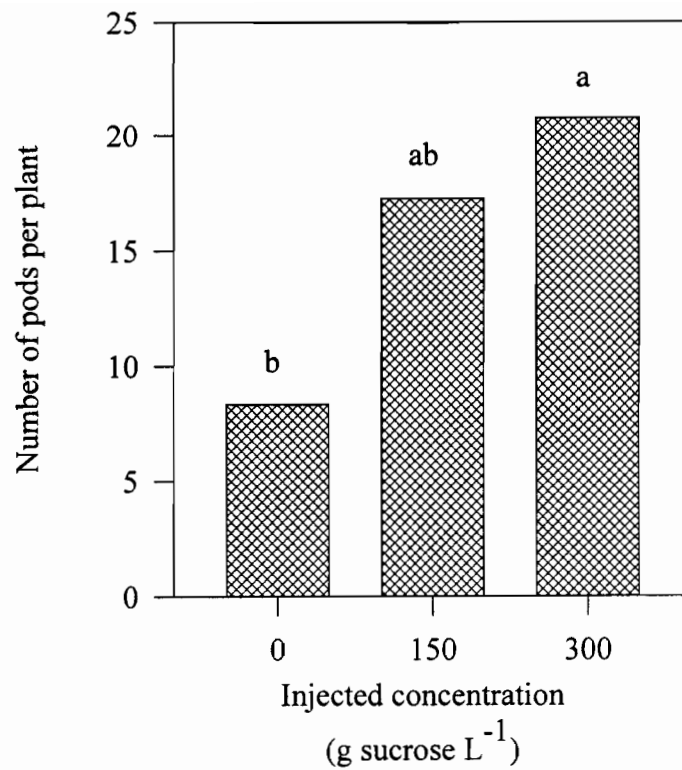 25
20
15
10
5
0
Number of pods per plant
b
ab
a
0 150 300
Injected concentration
(g sucrose L⁻¹)